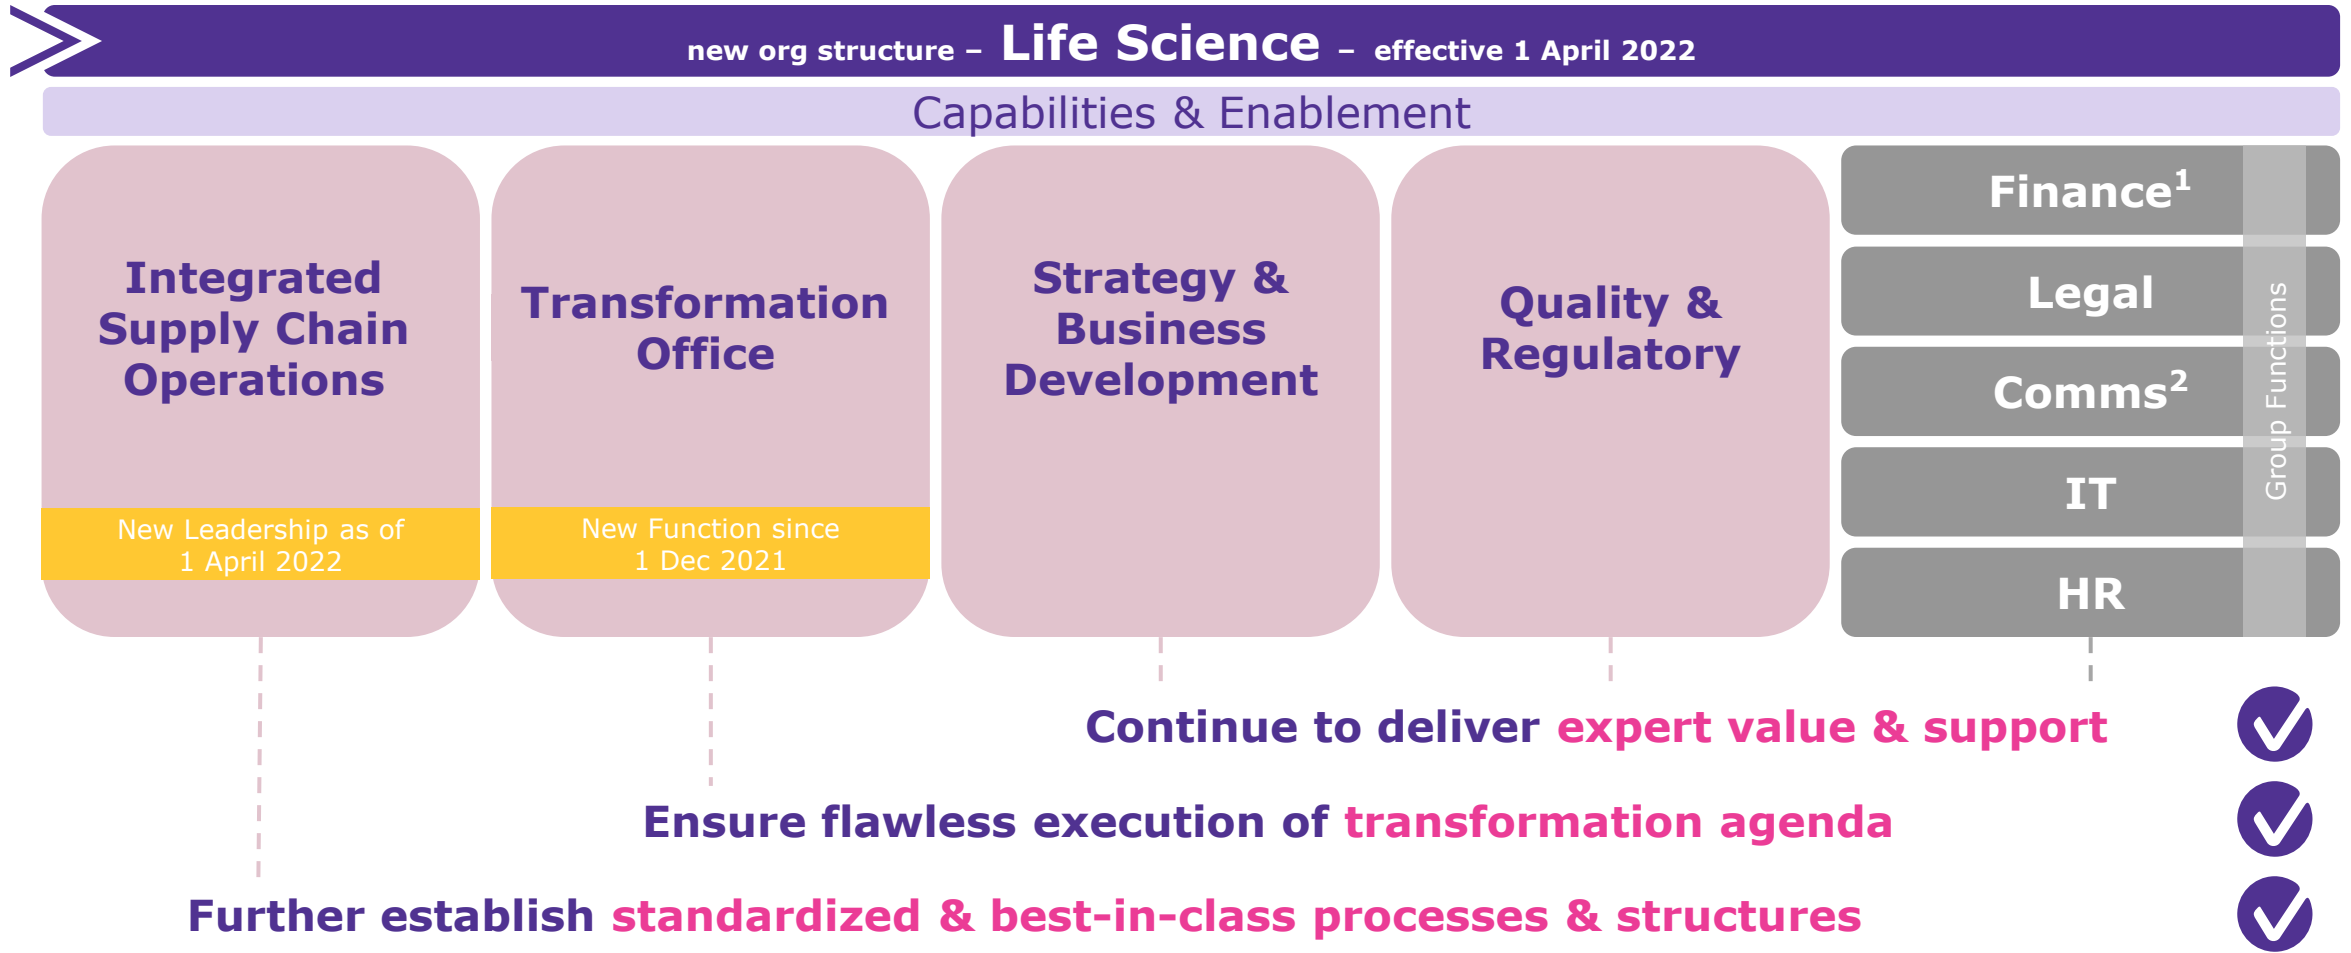 new org structure – Life Science – effective 1 April 2022
Capabilities & Enablement
Integrated
Supply Chain
Operations
New Leadership as of
1 April 2022
Transformation
Office
New Function since
1 Dec 2021
Strategy &
Business
Development
Quality &
Regulatory
Finance¹
Legal
Comms²
IT
HR
Group Functions
Continue to deliver expert value & support
Ensure flawless execution of transformation agenda
Further establish standardized & best-in-class processes & structures